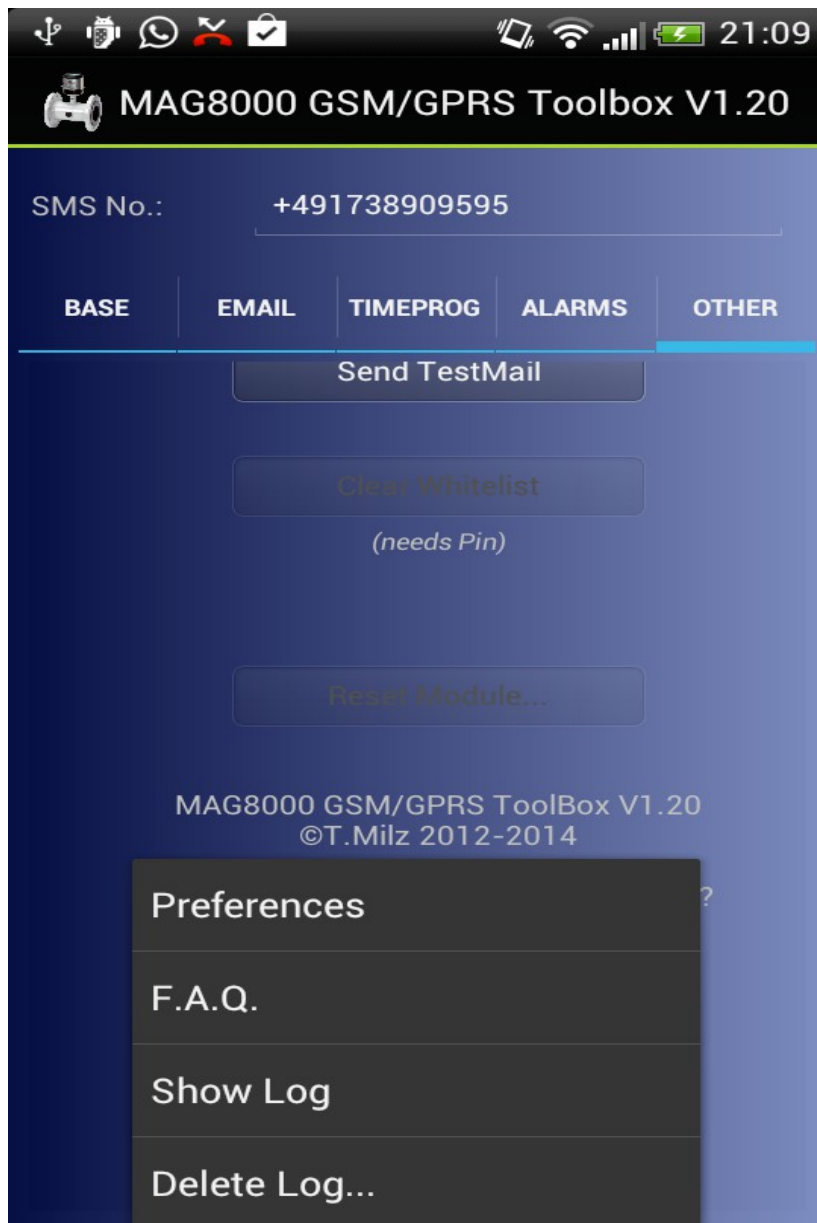 21:09
MAG8000 GSM/GPRS Toolbox V1.20
SMS No.: +491738909595
BASE EMAIL TIMEPROG ALARMS OTHER
Send TestMail
Clear Whitelist
(needs Pin)
Reset Module...
MAG8000 GSM/GPRS ToolBox V1.20
©T.Milz 2012-2014
?
Preferences
F.A.Q.
Show Log
Delete Log...